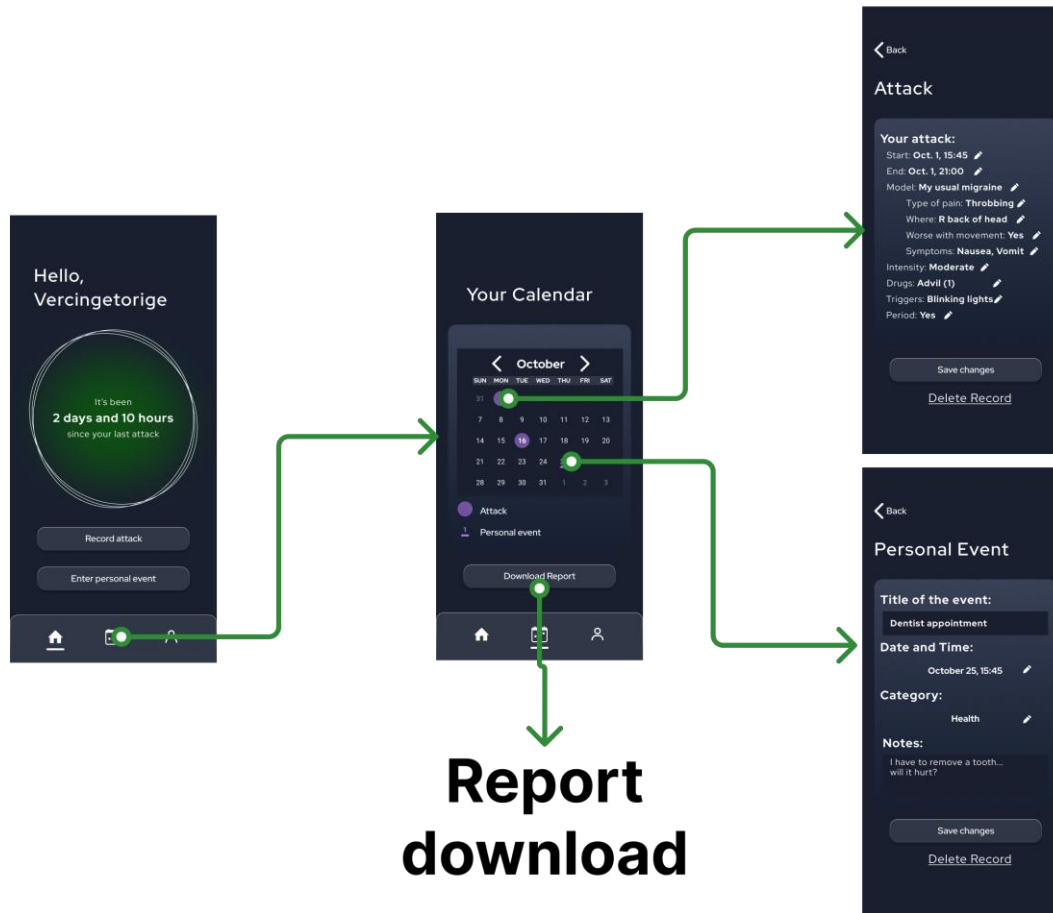 Hello,
Vercingetorige
It's been
2 days and 10 hours
since your last attack
Record attack
Enter personal event
Your Calendar
October
SUN MON TUE WED THU FRI SAT
31
7 8 9 10 11 12 13
14 15 16 17 18 19 20
21 22 23 24
28 29 30 31 1 2 3
Attack
1 Personal event
Download Report
Report
download
Back
Attack
Your attack:
Start: Oct. 1, 15:45
End: Oct. 1, 21:00
Model: My usual migraine
Type of pain: Throbbing
Where: R back of head
Worse with movement: Yes
Symptoms: Nausea, Vomit
Intensity: Moderate
Drugs: Advil (1)
Triggers: Blinking lights
Period: Yes
Save changes
Delete Record
Back
Personal Event
Title of the event:
Dentist appointment
Date and Time:
October 25, 15:45
Category:
Health
Notes:
I have to remove a tooth...
will it hurt?
Save changes
Delete Record